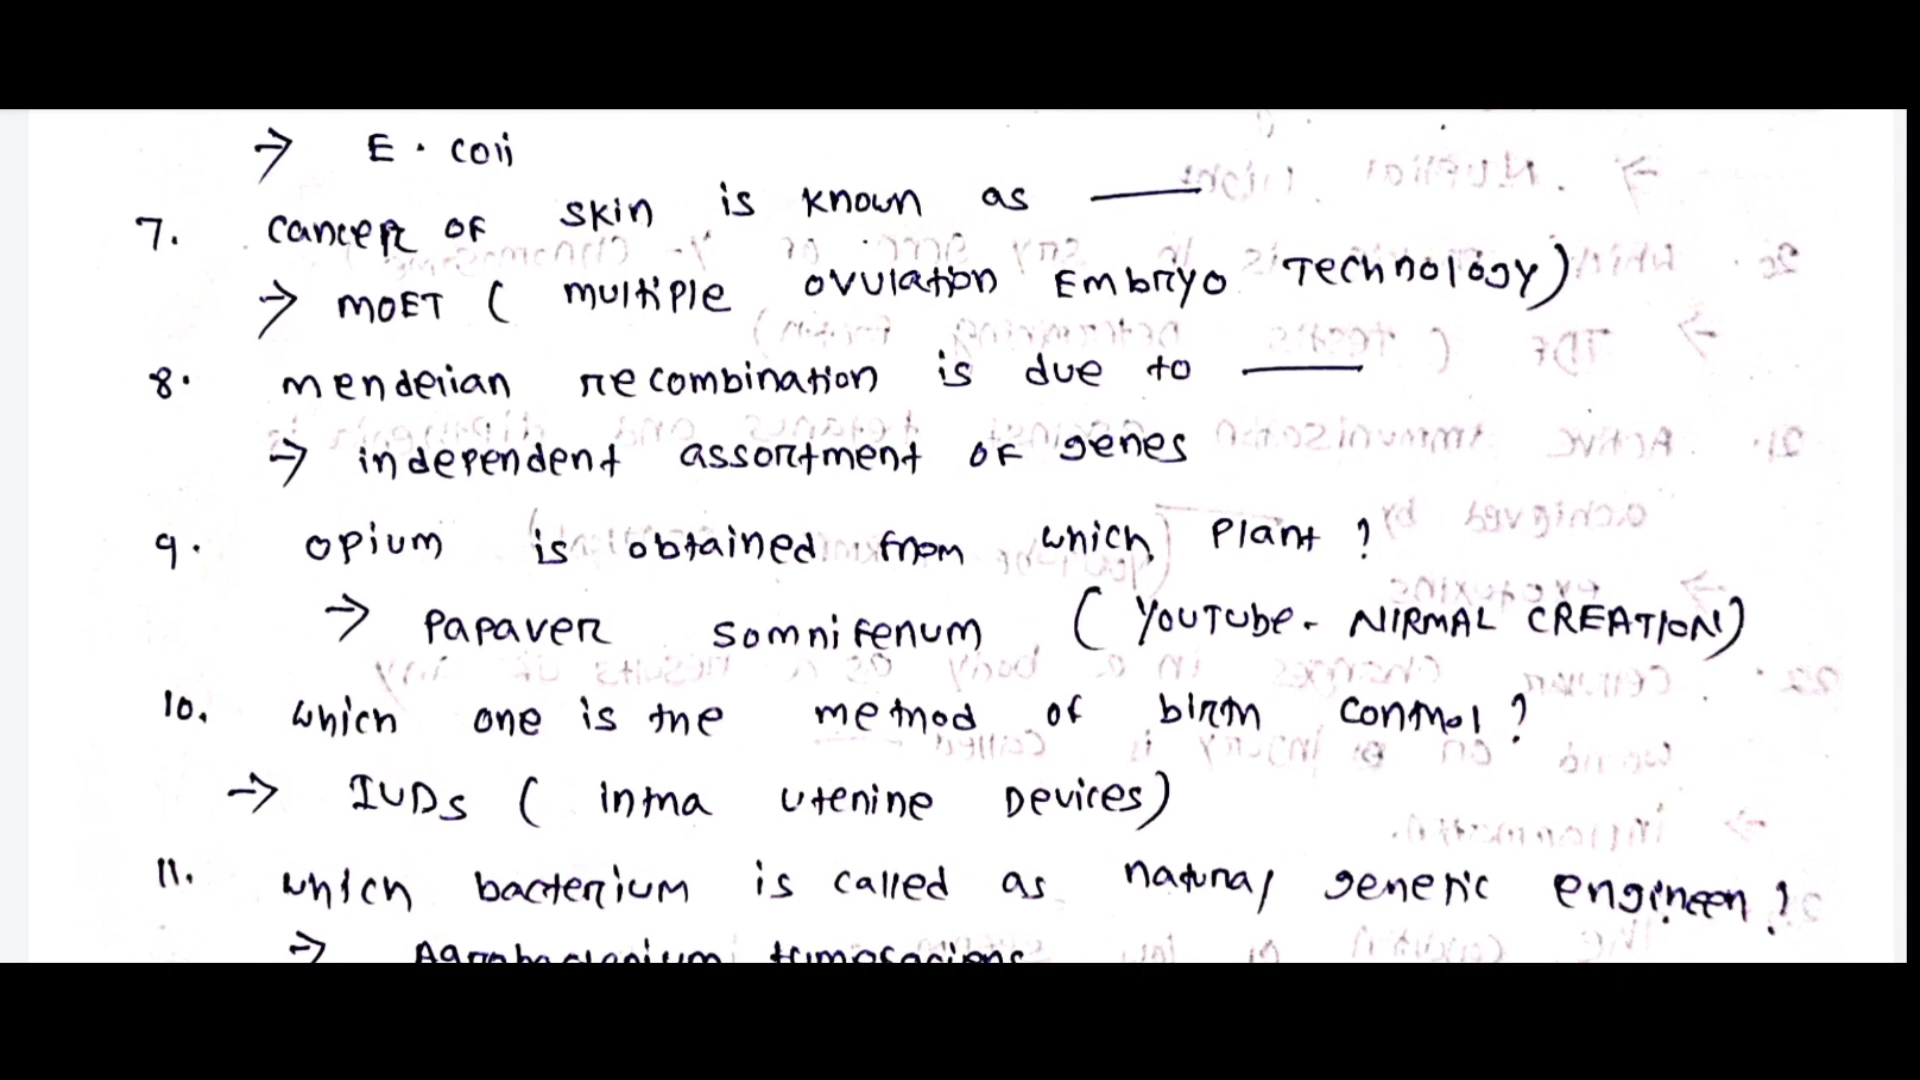 → E. coli
7. cancer of skin is known as ____
→ MOET ( multiple ovulation Embryo Technology)
8. mendelian recombination is due to ____
→ independent assortment of genes
9. opium is obtained from which plant ?
→ Papaver somniferum ( YouTube - NIRMAL CREATION)
10. which one is the method of birth control ?
→ IUDs ( intra uterine Devices)
11. which bacterium is called as natural genetic engineer ?
→ Agrobacterium